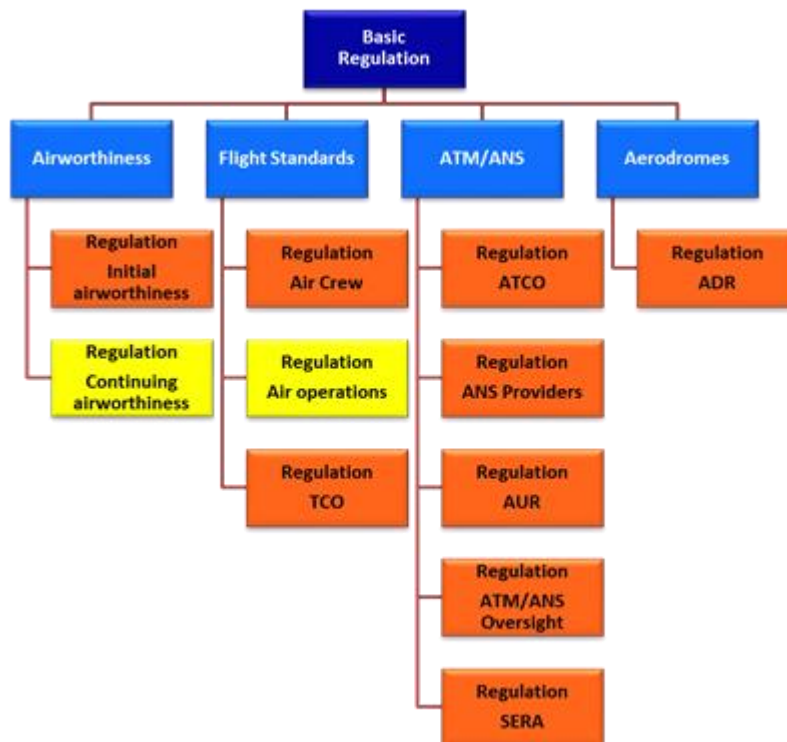 Basic
Regulation
Airworthiness
Flight Standards
ATM/ANS
Aerodromes
Regulation
Initial
airworthiness
Regulation
Air Crew
Regulation
ATCO
Regulation
ADR
Regulation
Continuing
airworthiness
Regulation
Air operations
Regulation
ANS Providers
Regulation
TCO
Regulation
AUR
Regulation
ATM/ANS
Oversight
Regulation
SERA